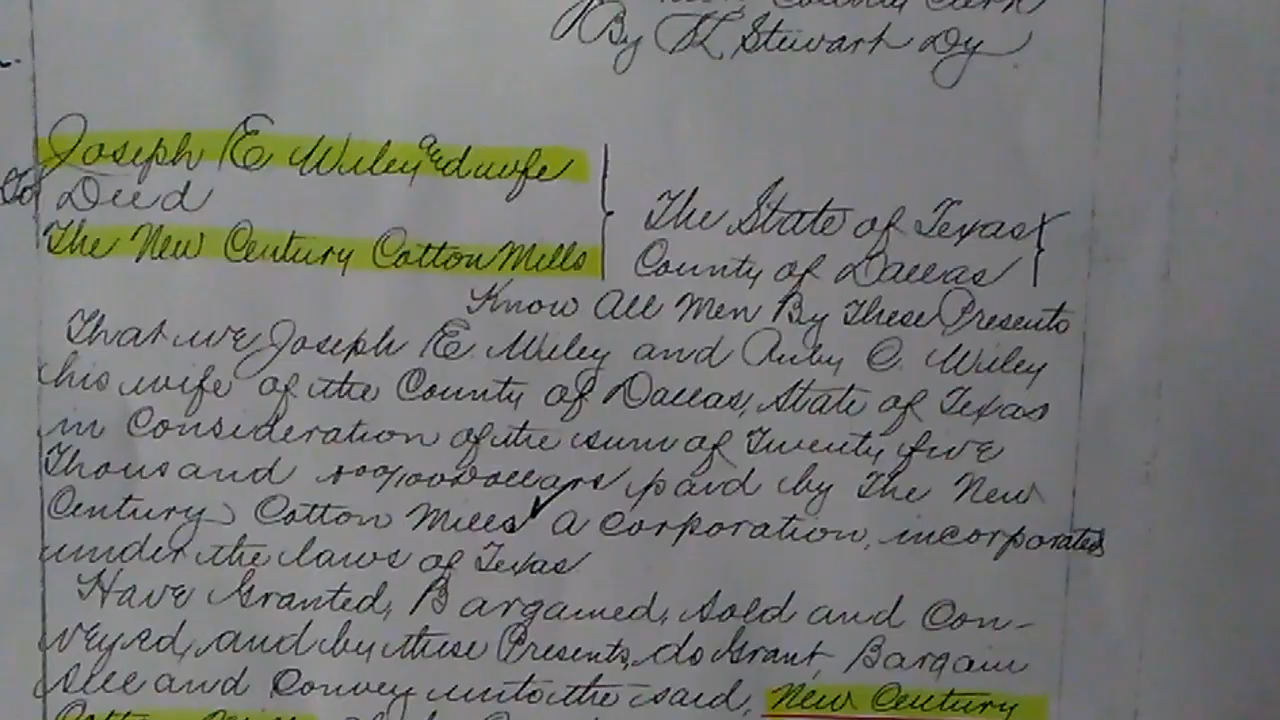 County Clerk
By H L Stewart Dy
Joseph E Wiley and wife
To Deed
The New Century Cotton Mills
The State of Texas
County of Dallas
Know All Men By These Presents
That we Joseph E. Wiley and Auby C. Wiley
his wife of the County of Dallas, State of Texas
in Consideration of the sum of Twenty five
Thousand &00/100 Dollars paid by The New
Century Cotton Mills a Corporation, incorporated
under the laws of Texas
Have Granted, Bargained, Sold and Con-
veyed, and by these Presents, do Grant, Bargain
Sell and Convey unto the said, New Century